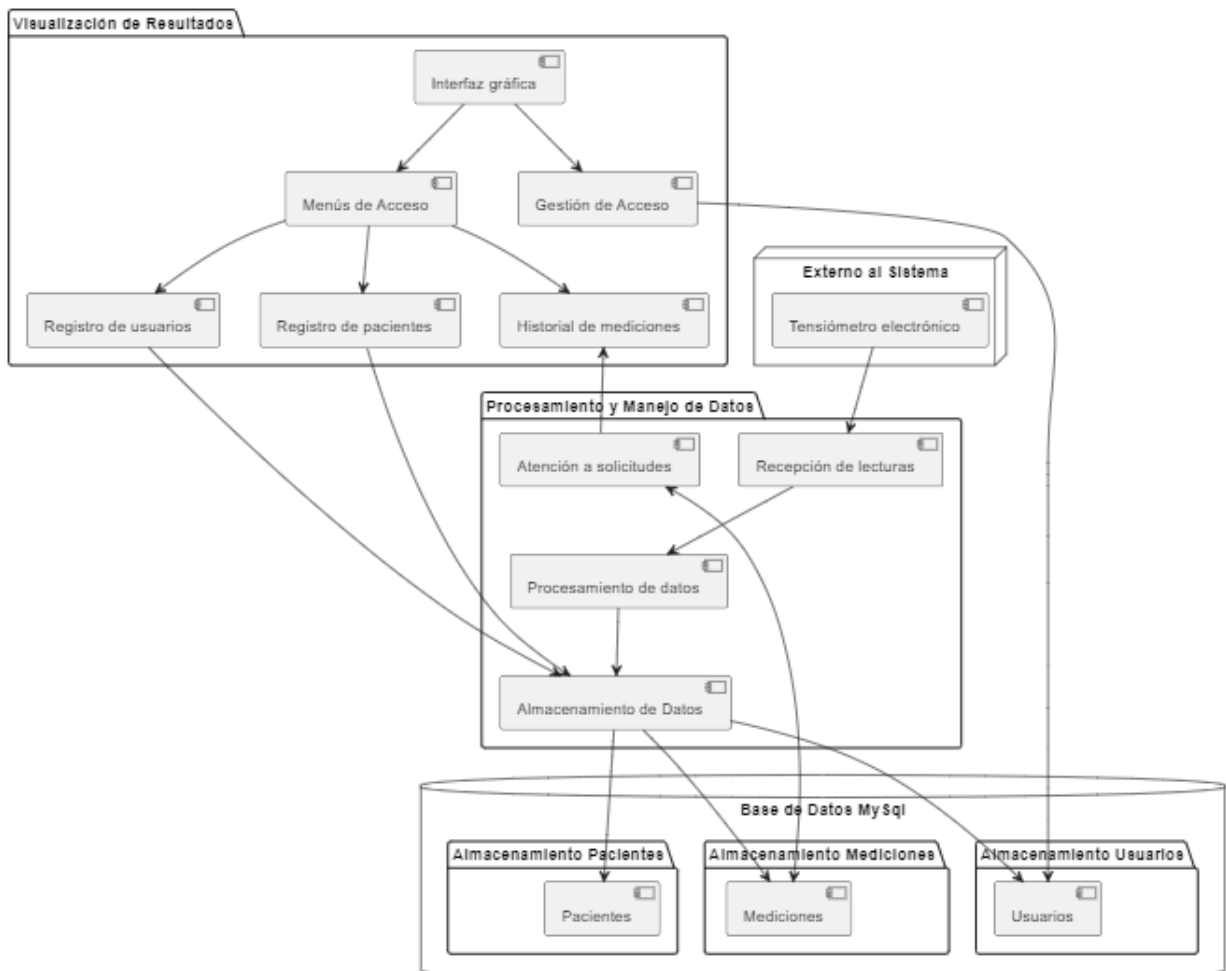 Visualización de Resultados
Interfaz gráfica
Menús de Acceso
Gestión de Acceso
Externo al Sistema
Registro de usuarios
Registro de pacientes
Historial de mediciones
Tensiómetro electrónico
Procesamiento y Manejo de Datos
Atención a solicitudes
Recepción de lecturas
Procesamiento de datos
Almacenamiento de Datos
Base de Datos MySql
Almacenamiento Pacientes
Almacenamiento Mediciones
Almacenamiento Usuarios
Pacientes
Mediciones
Usuarios